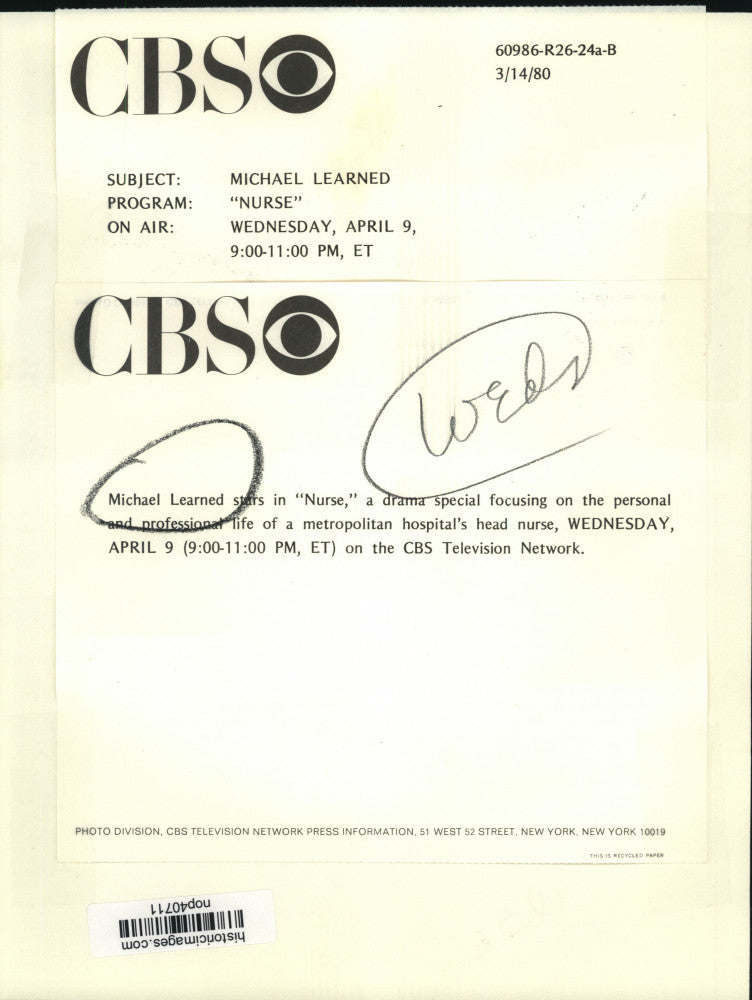 CBS
60986-R26-24a-B
3/14/80
SUBJECT: MICHAEL LEARNED
PROGRAM: “NURSE”
ON AIR: WEDNESDAY, APRIL 9,
9:00-11:00 PM, ET
CBS
Weds
Michael Learned stars in “Nurse,” a drama special focusing on the personal
and professional life of a metropolitan hospital’s head nurse, WEDNESDAY,
APRIL 9 (9:00-11:00 PM, ET) on the CBS Television Network.
PHOTO DIVISION, CBS TELEVISION NETWORK PRESS INFORMATION, 51 WEST 52 STREET, NEW YORK, NEW YORK 10019
THIS IS RECYCLED PAPER
historicimages.com
nop40711